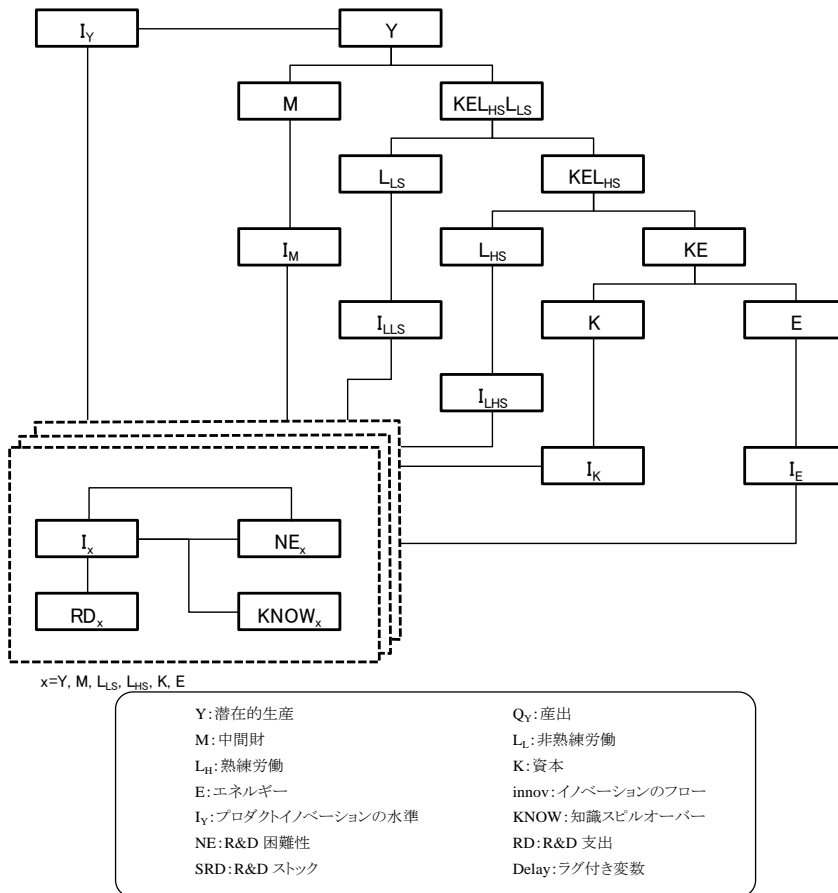 I_Y Y
M KEL_HSL_LS
L_LS KEL_HS
I_M L_HS KE
I_LLS K E
I_LHS
I_K I_E
I_x NE_x
RD_x KNOW_x
x=Y, M, L_LS, L_HS, K, E
Y:潜在的生産 Q_Y:産出
M:中間財 L_L:非熟練労働
L_H:熟練労働 K:資本
E:エネルギー innov:イノベーションのフロー
I_Y:プロダクトイノベーションの水準 KNOW:知識スピルオーバー
NE:R&D 困難性 RD:R&D 支出
SRD:R&D ストック Delay:ラグ付き変数